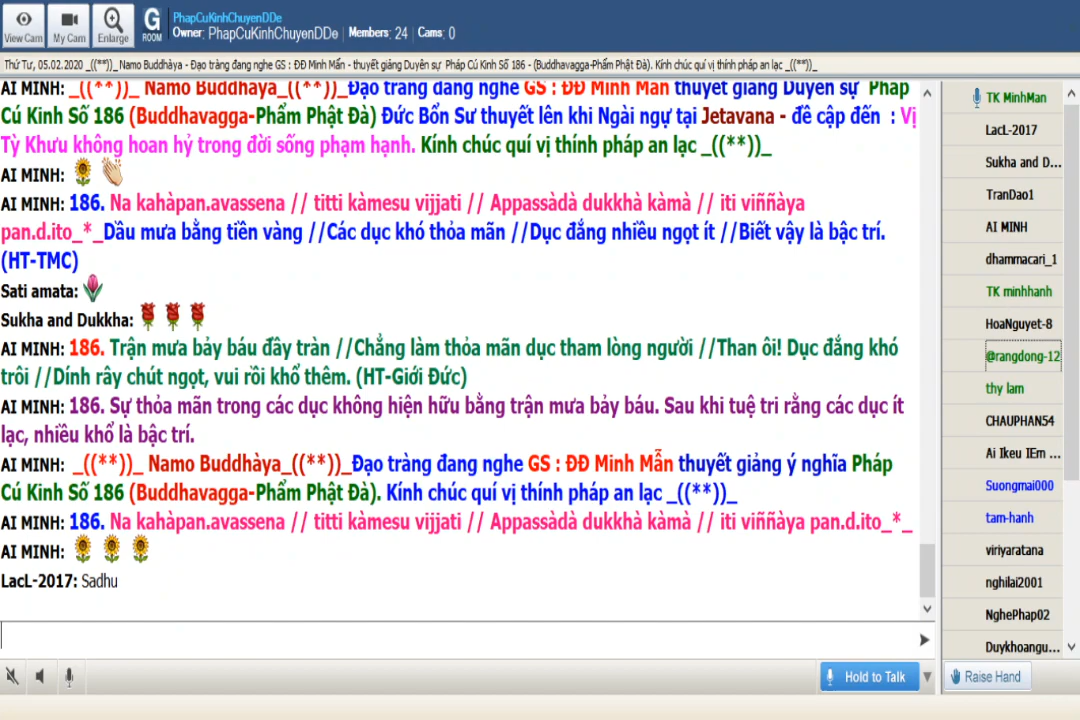 View Cam
My Cam
Enlarge
G
ROOM
PhapCuKinhChuyenDDe
Owner: PhapCuKinhChuyenDDe | Members: 24 | Cams: 0
Thứ Tư, 05.02.2020 _((**))_ Namo Buddhàya - Đạo tràng đang nghe GS : ĐĐ Minh Mẫn - thuyết giảng Duyên sự Pháp Cú Kinh Số 186 - (Buddhavagga-Phẩm Phật Đà). Kính chúc quí vị thính pháp an lạc _((**))_
AI MINH: _((**))_ Namo Buddhàya_((**))_Đạo tràng đang nghe GS : ĐĐ Minh Mẫn thuyết giảng Duyên sự Pháp
Cú Kinh Số 186 (Buddhavagga-Phẩm Phật Đà) Đức Bổn Sư thuyết lên khi Ngài ngự tại Jetavana - đề cập đến : Vị
Tỳ Khưu không hoan hỷ trong đời sống phạm hạnh. Kính chúc quí vị thính pháp an lạc _((**))_
AI MINH:
AI MINH: 186. Na kahàpan.avassena // titti kàmesu vijjati // Appassàdà dukkhà kàmà // iti viññàya
pan.d.ito_*_Dầu mưa bằng tiền vàng //Các dục khó thỏa mãn //Dục đắng nhiều ngọt ít //Biết vậy là bậc trí.
(HT-TMC)
Sati amata:
Sukha and Dukkha:
AI MINH: 186. Trận mưa bảy báu đầy tràn //Chẳng làm thỏa mãn dục tham lòng người //Than ôi! Dục đắng khó
trôi //Dính rây chút ngọt, vui rồi khổ thêm. (HT-Giới Đức)
AI MINH: 186. Sự thỏa mãn trong các dục không hiện hữu bằng trận mưa bảy báu. Sau khi tuệ tri rằng các dục ít
lạc, nhiều khổ là bậc trí.
AI MINH: _((**))_ Namo Buddhàya_((**))_Đạo tràng đang nghe GS : ĐĐ Minh Mẫn thuyết giảng ý nghĩa Pháp
Cú Kinh Số 186 (Buddhavagga-Phẩm Phật Đà). Kính chúc quí vị thính pháp an lạc _((**))_
AI MINH: 186. Na kahàpan.avassena // titti kàmesu vijjati // Appassàdà dukkhà kàmà // iti viññàya pan.d.ito_*_
AI MINH:
LacL-2017: Sadhu
Hold to Talk
TK MinhMan
LacL-2017
Sukha and D...
TranDao1
AI MINH
dhammacari_1
TK minhhanh
HoaNguyet-8
@rangdong-12
thy lam
CHAUPHAN54
Ai Ikeu IEm ...
Suongmai000
tam-hanh
viriyaratana
nghilai2001
NghePhap02
Duykhoangu...
Raise Hand